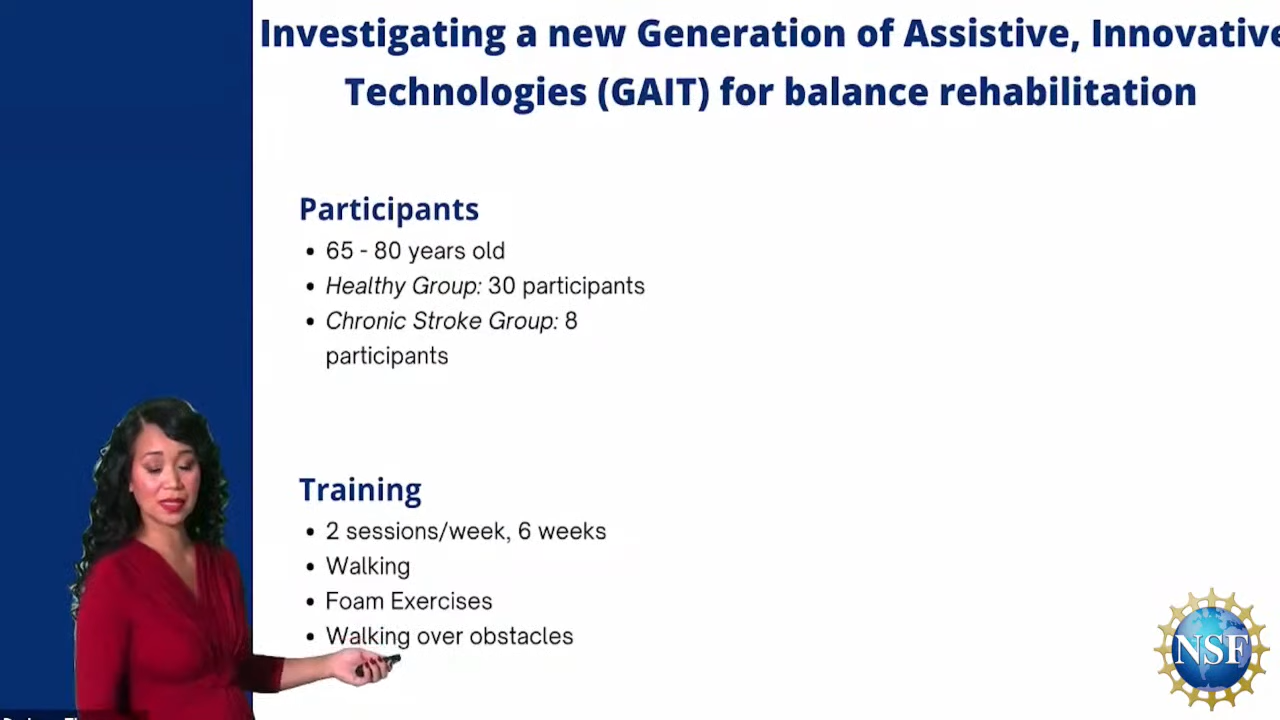 Investigating a new Generation of Assistive, Innovative
Technologies (GAIT) for balance rehabilitation
Participants
• 65 - 80 years old
• Healthy Group: 30 participants
• Chronic Stroke Group: 8
participants
Training
• 2 sessions/week, 6 weeks
• Walking
• Foam Exercises
• Walking over obstacles
NSF